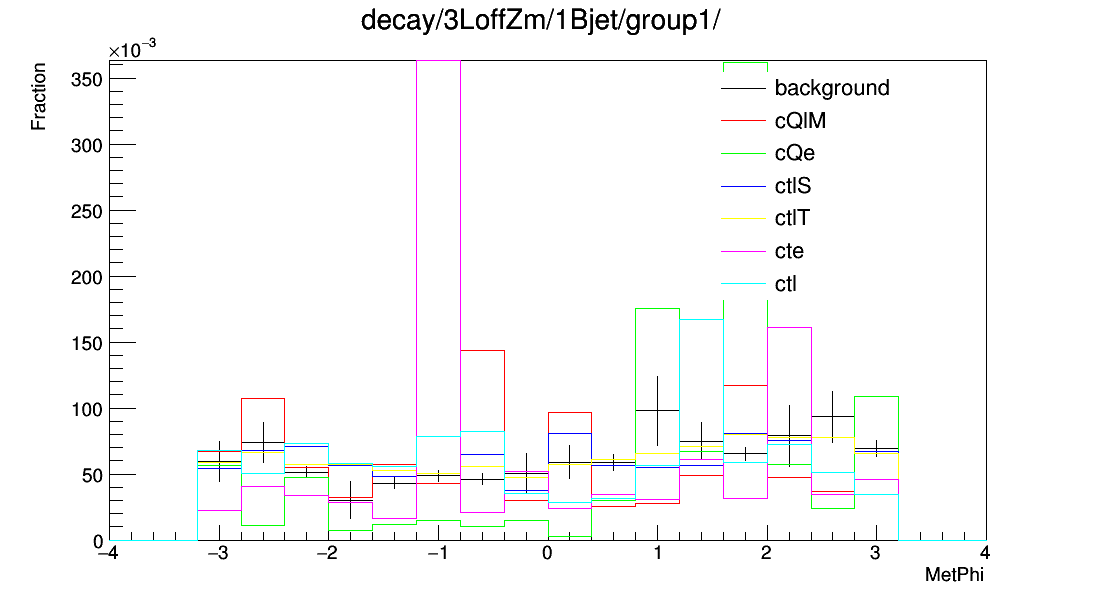 decay/3LoffZm/1Bjet/group1/
×10⁻³
Fraction
350
300
250
200
150
100
50
0
background
cQlM
cQe
ctlS
ctlT
cte
ctl
−4 −3 −2 −1 0 1 2 3 4
MetPhi